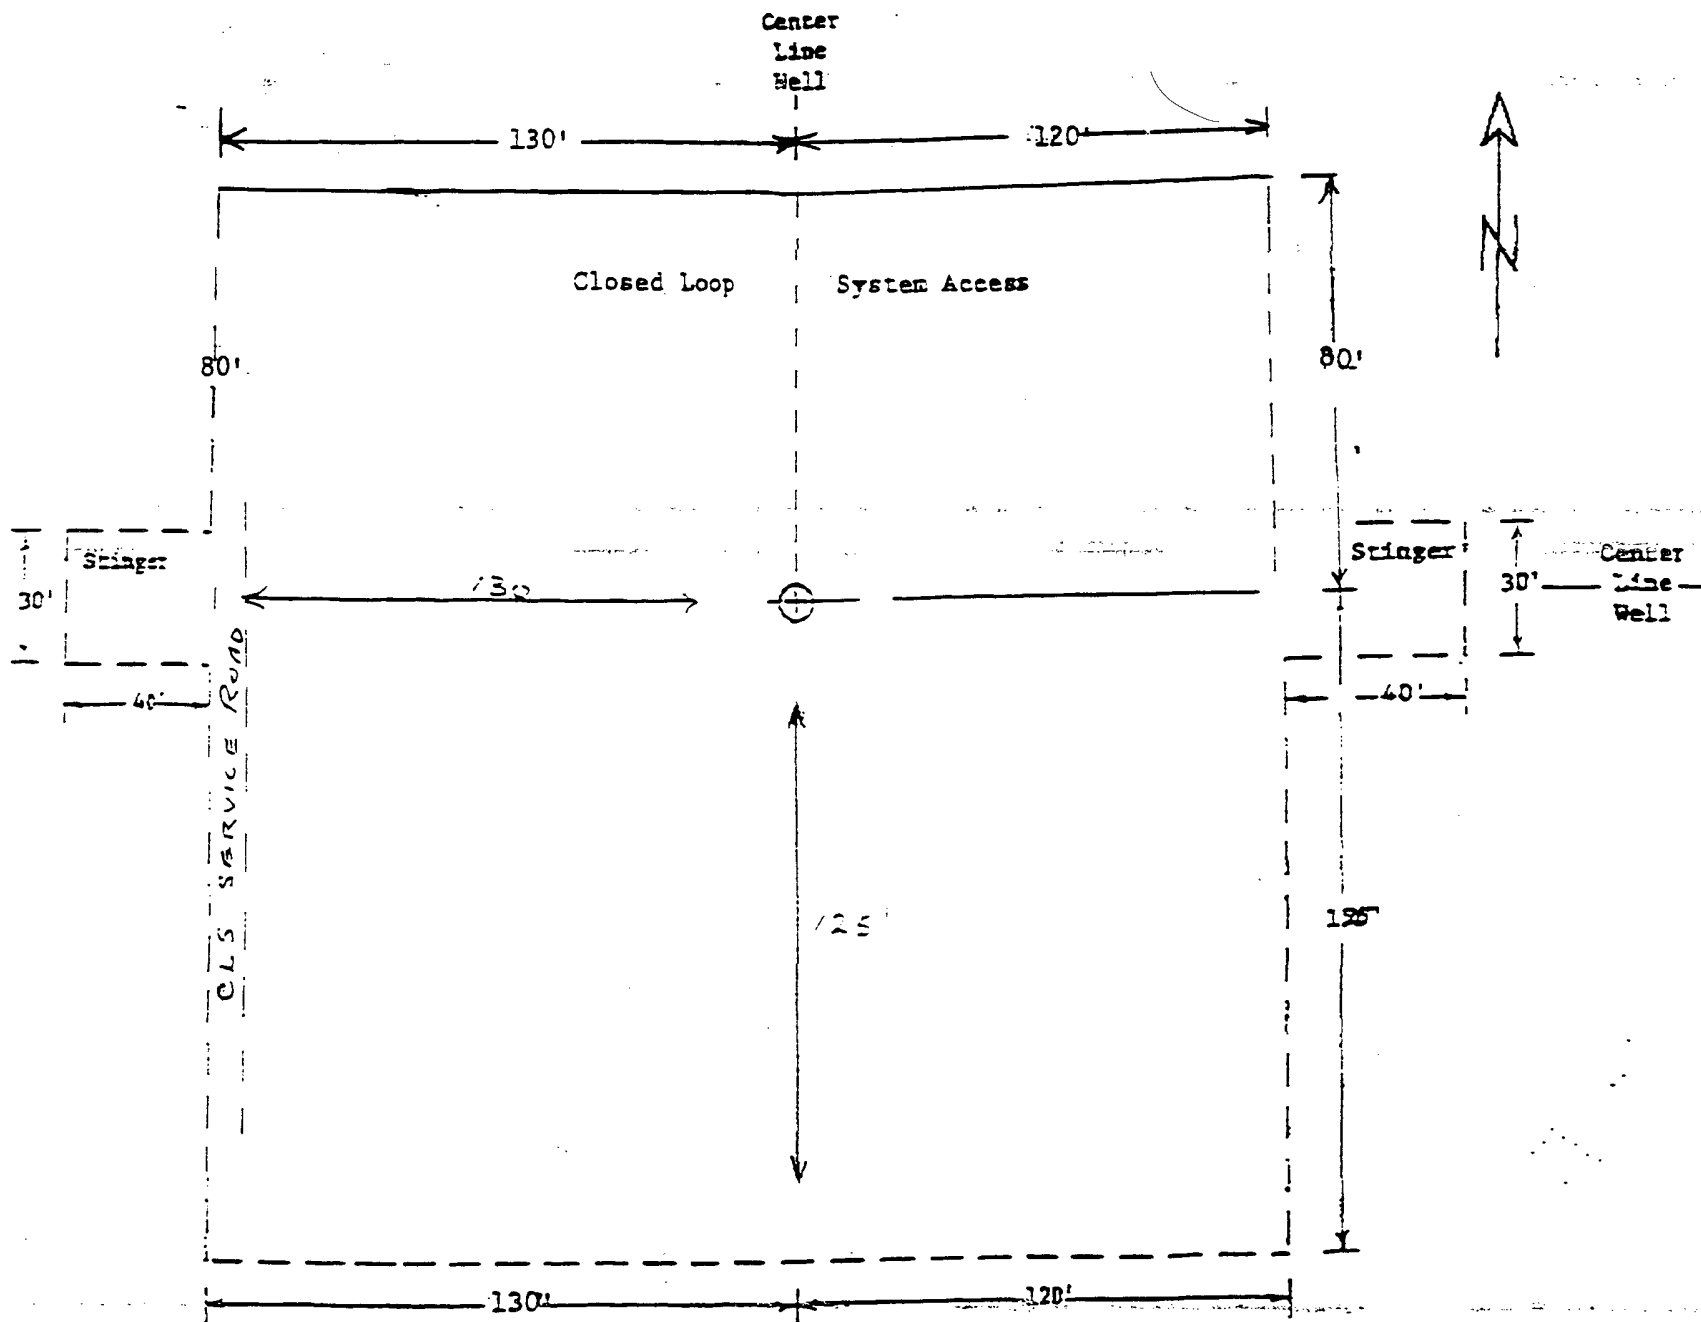 Center
Line
Well
130'
120'
N
Closed Loop
System Access
80'
80'
Stinger
Stinger
30'
130
30'
Center
Line
Well
40'
40'
CLS SERVICE ROAD
125'
130'
120'